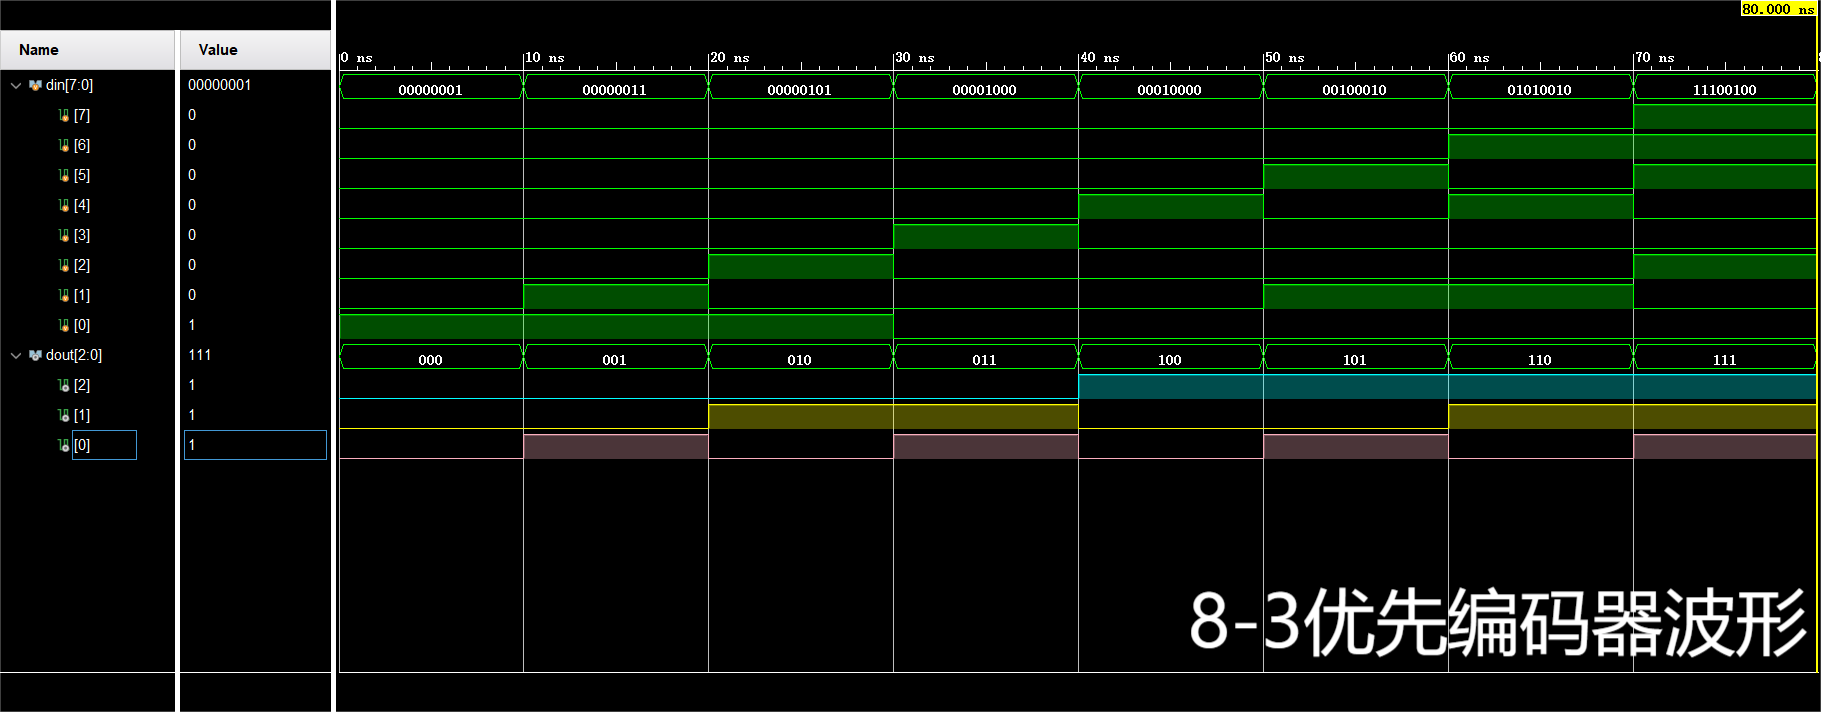 80.000 ns
Name Value
0 ns 10 ns 20 ns 30 ns 40 ns 50 ns 60 ns 70 ns 8
din[7:0] 00000001 00000001 00000011 00000101 00001000 00010000 00100010 01010010 11100100
[7] 0
[6] 0
[5] 0
[4] 0
[3] 0
[2] 0
[1] 0
[0] 1
dout[2:0] 111 000 001 010 011 100 101 110 111
[2] 1
[1] 1
[0] 1
8-3优先编码器波形